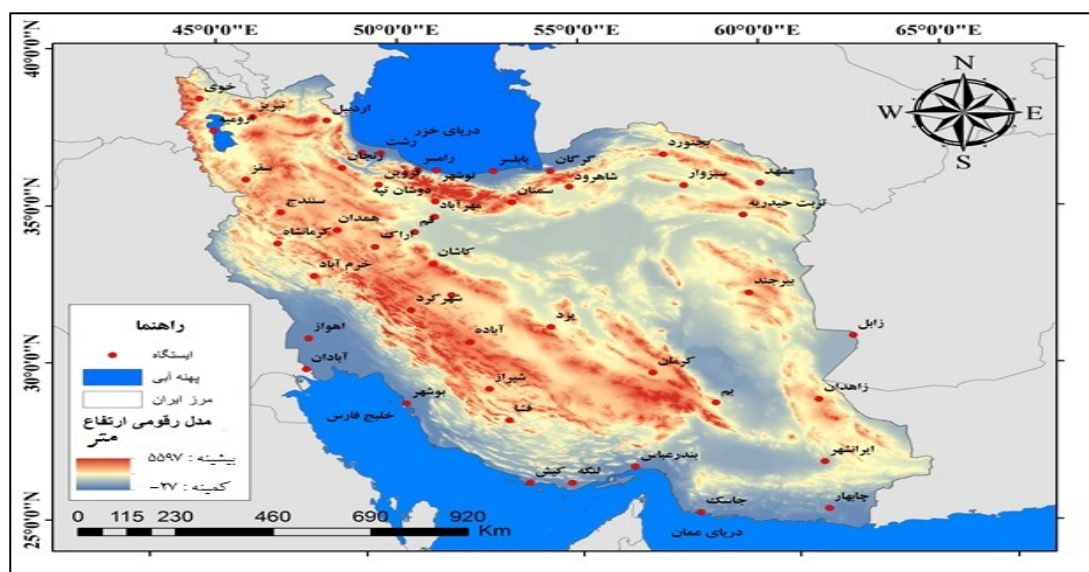 45°0'0"E 50°0'0"E 55°0'0"E 60°0'0"E 65°0'0"E
40°0'0"N
35°0'0"N
30°0'0"N
25°0'0"N
N
W E
S
خوی
تبریز
ارومیه
اردبیل
دریای خزر
رشت
زنجان
رامسر
نوشهر
بابلسر
گرگان
بجنورد
مشهد
سقز
قزوین
دوشان تپه
سمنان
شاهرود
سبزوار
تربت حیدریه
سنندج
همدان
مهرآباد
قم
کرمانشاه
اراک
کاشان
خرم آباد
بیرجند
شهرکرد
اهواز
آباده
یزد
زابل
آبادان
کرمان
شیراز
بم
زاهدان
بوشهر
خلیج فارس
فسا
ایرانشهر
بندرعباس
کیش
لنگه
جاسک
چابهار
دریای عمان
راهنما
ایستگاه
پهنه آبی
مرز ایران
مدل رقومی ارتفاع
متر
بیشینه : ۵۵۹۷
کمینه : ۲۷-
0 115 230 460 690 920
Km